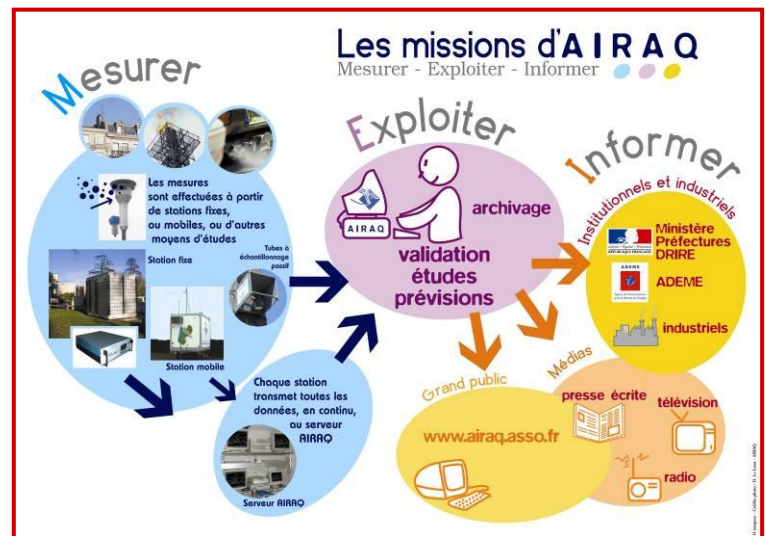 Les missions d'AIRAQ
Mesurer - Exploiter - Informer
Mesurer
Les mesures
sont effectuées à partir
de stations fixes,
ou mobiles, ou d'autres
moyens d'études
Station fixe
Tubes à
échantillonnage
passif
Station mobile
Chaque station
transmet toutes les
données, en continu,
au serveur
AIRAQ
Serveur AIRAQ
Exploiter
AIRAQ
archivage
validation
études
prévisions
Informer
Institutionnels et industriels
RÉPUBLIQUE FRANÇAISE
Ministère
Préfectures
DRIRE
ADEME
ADEME
industriels
Grand public
www.airaq.asso.fr
Médias
presse écrite
télévision
radio